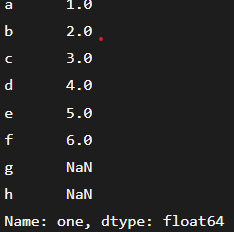 a 1.0
b 2.0
c 3.0
d 4.0
e 5.0
f 6.0
g NaN
h NaN
Name: one, dtype: float64